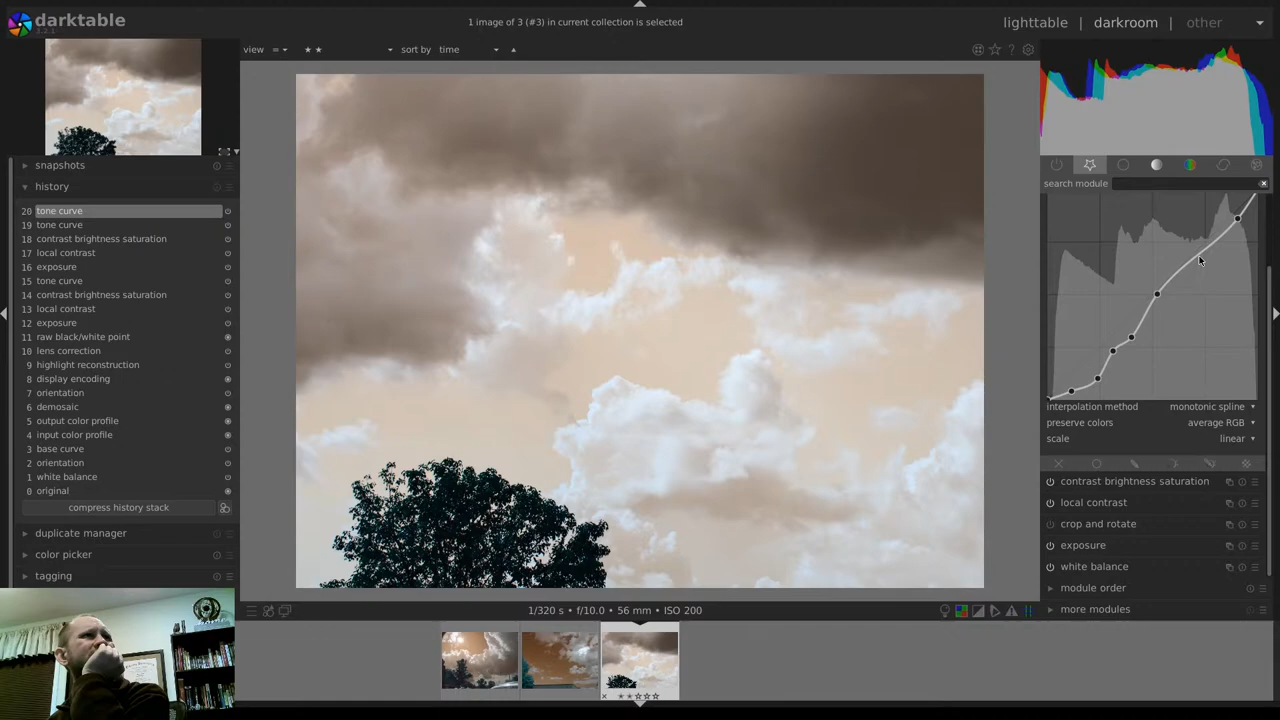 darktable
3.2.1
1 image of 3 (#3) in current collection is selected
lighttable | darkroom | other
view = ★ ★ sort by time
snapshots
history
20 tone curve
19 tone curve
18 contrast brightness saturation
17 local contrast
16 exposure
15 tone curve
14 contrast brightness saturation
13 local contrast
12 exposure
11 raw black/white point
10 lens correction
9 highlight reconstruction
8 display encoding
7 orientation
6 demosaic
5 output color profile
4 input color profile
3 base curve
2 orientation
1 white balance
0 original
compress history stack
duplicate manager
color picker
tagging
1/320 s • f/10.0 • 56 mm • ISO 200
search module
interpolation method monotonic spline
preserve colors average RGB
scale linear
contrast brightness saturation
local contrast
crop and rotate
exposure
white balance
module order
more modules